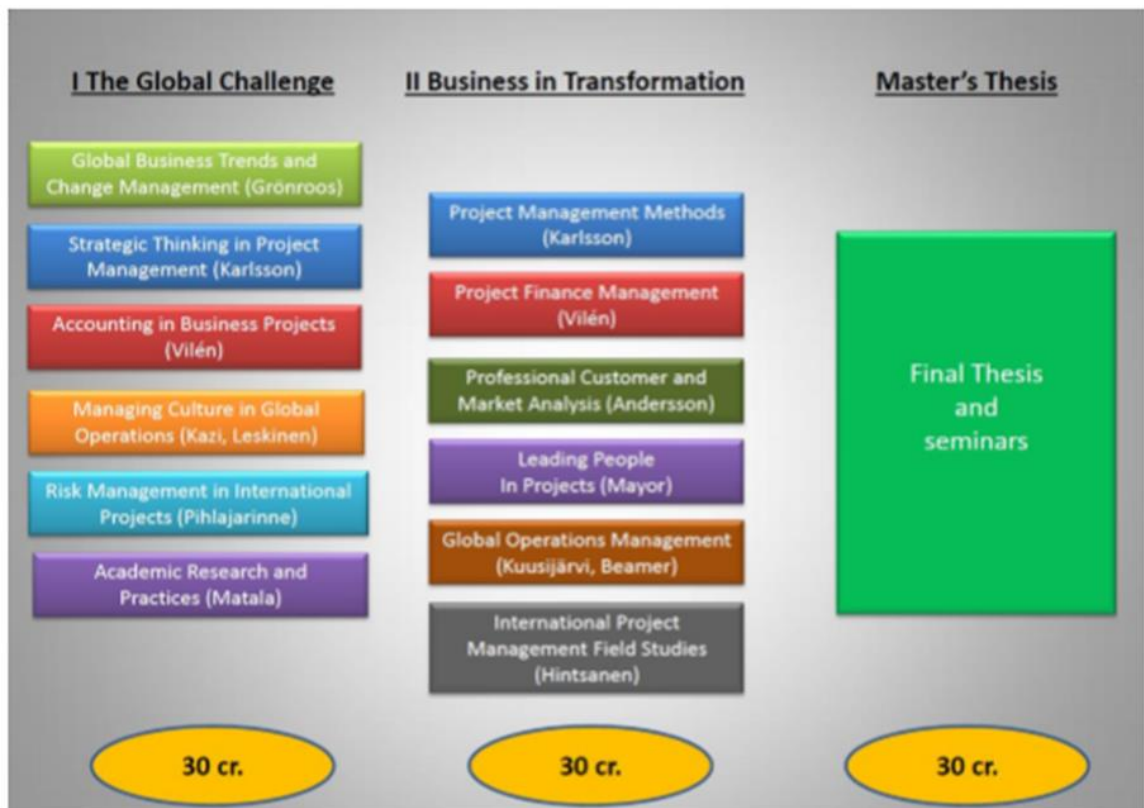 I The Global Challenge
Global Business Trends and
Change Management (Grönroos)
Strategic Thinking in Project
Management (Karlsson)
Accounting in Business Projects
(Vilén)
Managing Culture in Global
Operations (Kazi, Leskinen)
Risk Management in International
Projects (Pihlajarinne)
Academic Research and
Practices (Matala)
30 cr.
II Business in Transformation
Project Management Methods
(Karlsson)
Project Finance Management
(Vilén)
Professional Customer and
Market Analysis (Andersson)
Leading People
In Projects (Mayor)
Global Operations Management
(Kuusijärvi, Beamer)
International Project
Management Field Studies
(Hintsanen)
30 cr.
Master's Thesis
Final Thesis
and
seminars
30 cr.